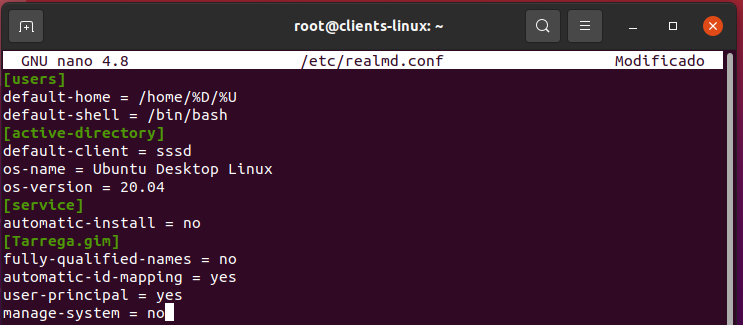 root@clients-linux: ~
GNU nano 4.8 /etc/realmd.conf Modificado
[users]
default-home = /home/%D/%U
default-shell = /bin/bash
[active-directory]
default-client = sssd
os-name = Ubuntu Desktop Linux
os-version = 20.04
[service]
automatic-install = no
[Tarrega.gim]
fully-qualified-names = no
automatic-id-mapping = yes
user-principal = yes
manage-system = no